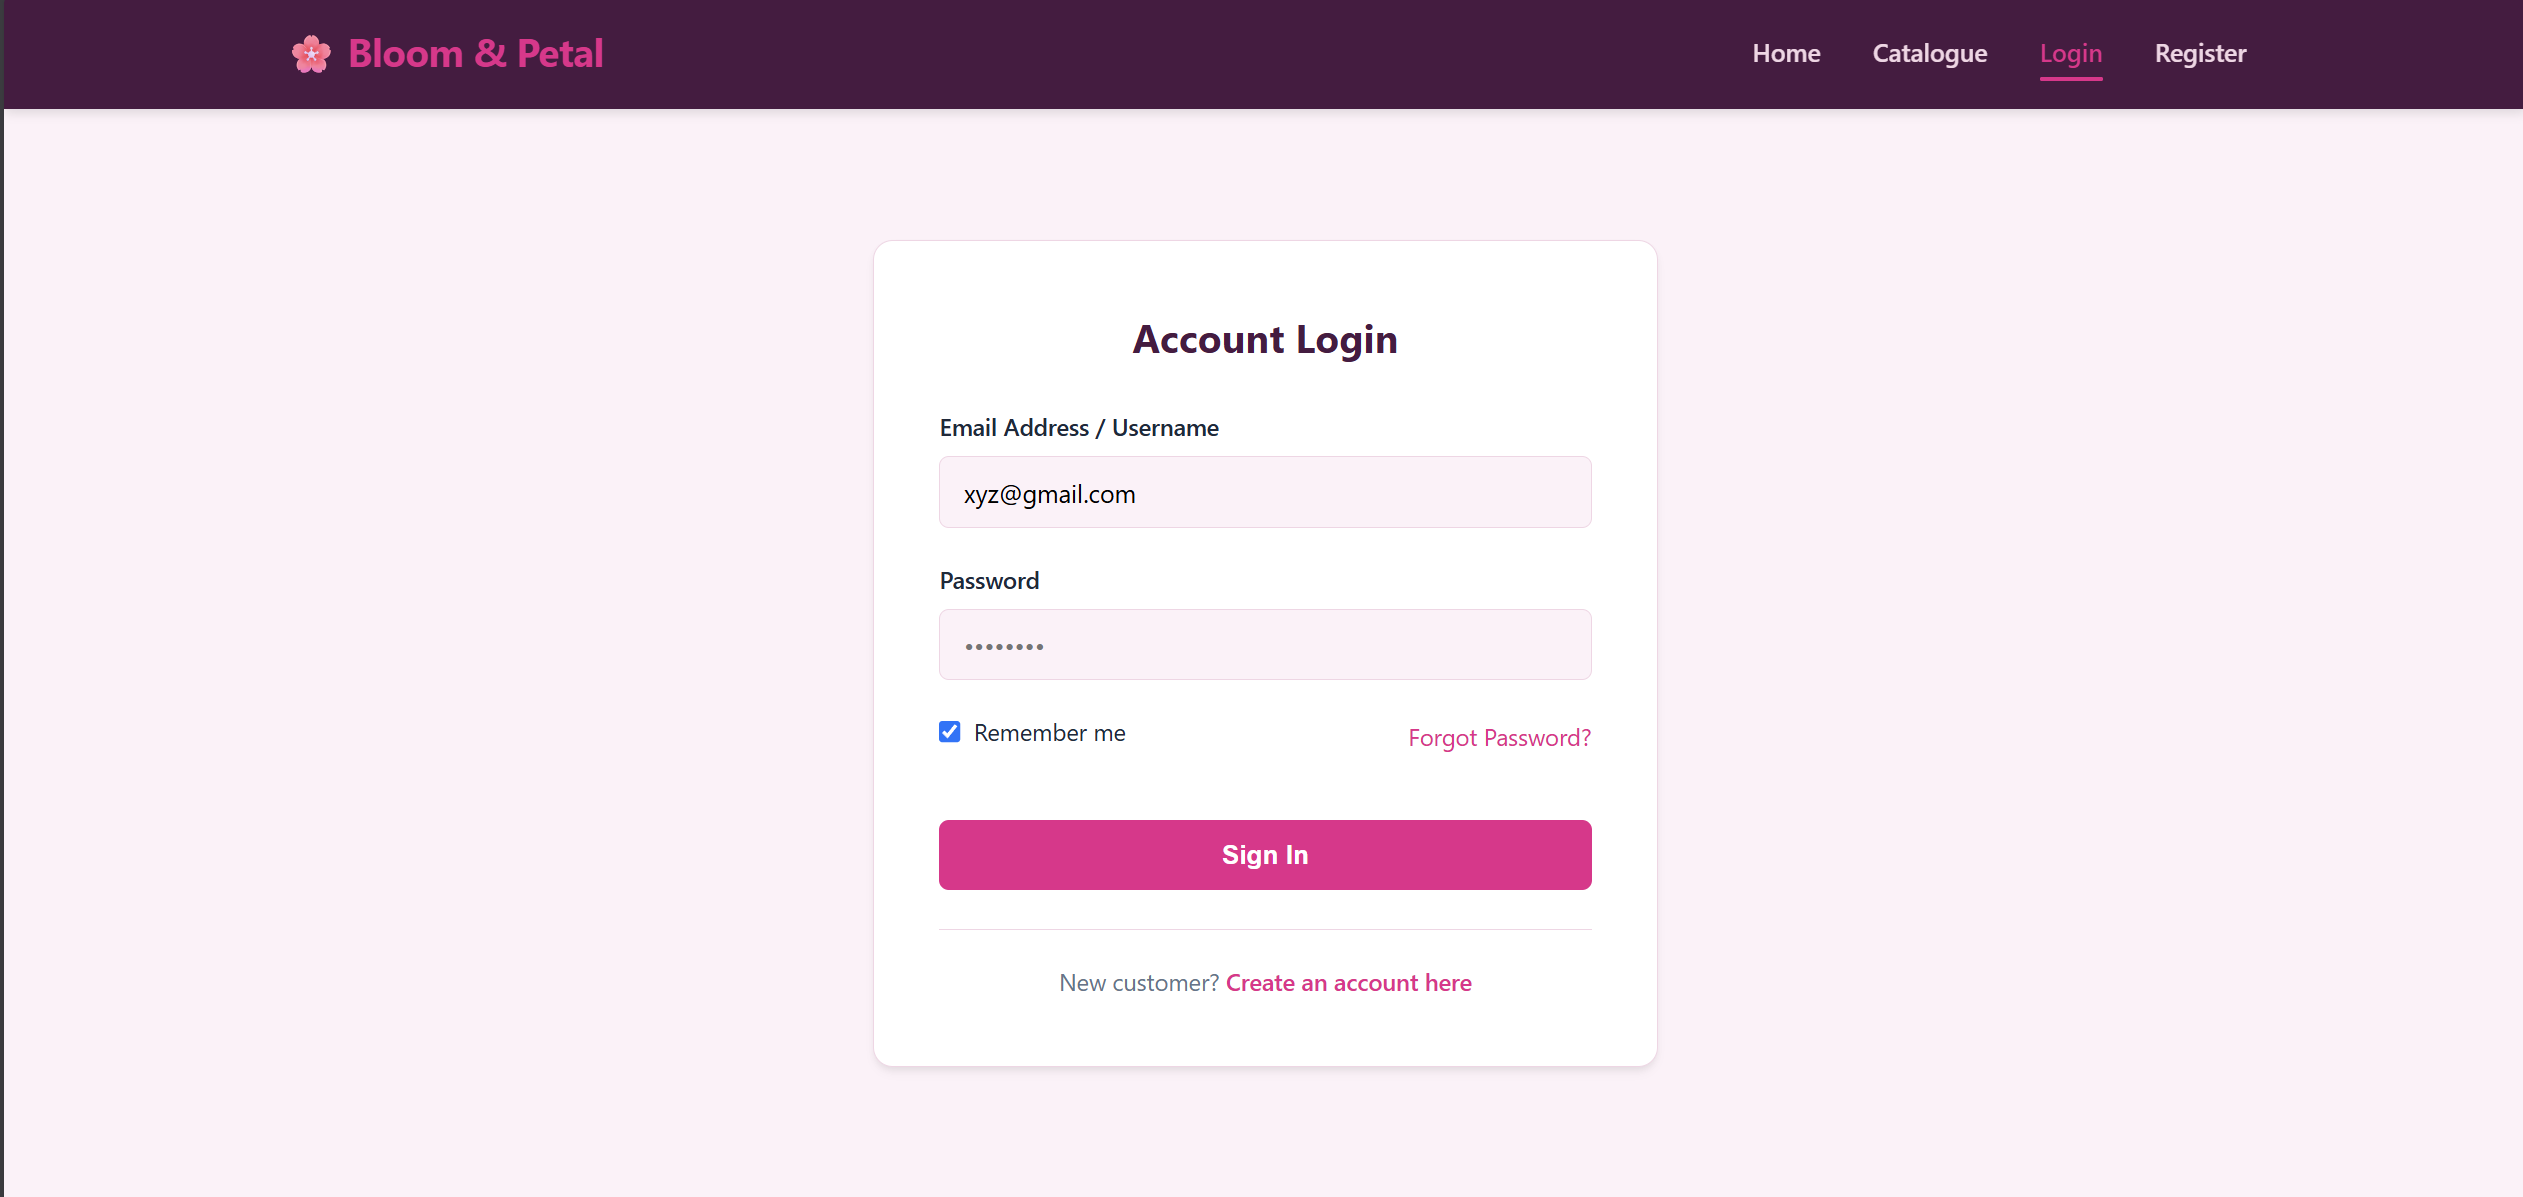 🌸 Bloom & Petal
Home Catalogue Login Register
Account Login
Email Address / Username
xyz@gmail.com
Password
••••••••
Remember me
Forgot Password?
Sign In
New customer? Create an account here